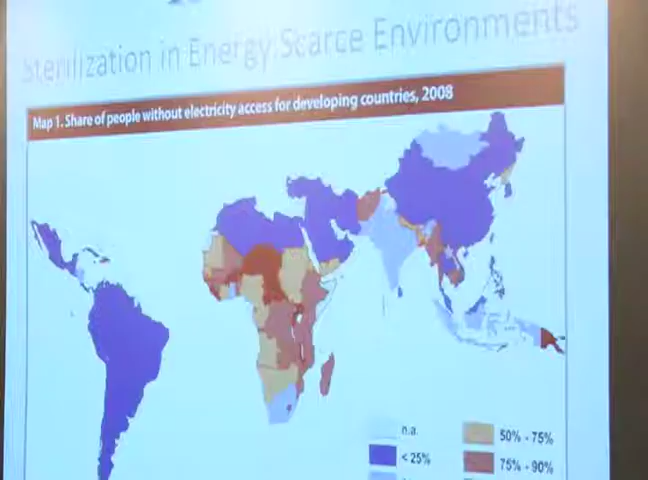 Sterilization in Energy Scarce Environments
Map 1. Share of people without electricity access for developing countries, 2008
n.a.
50% - 75%
< 25%
75% - 90%